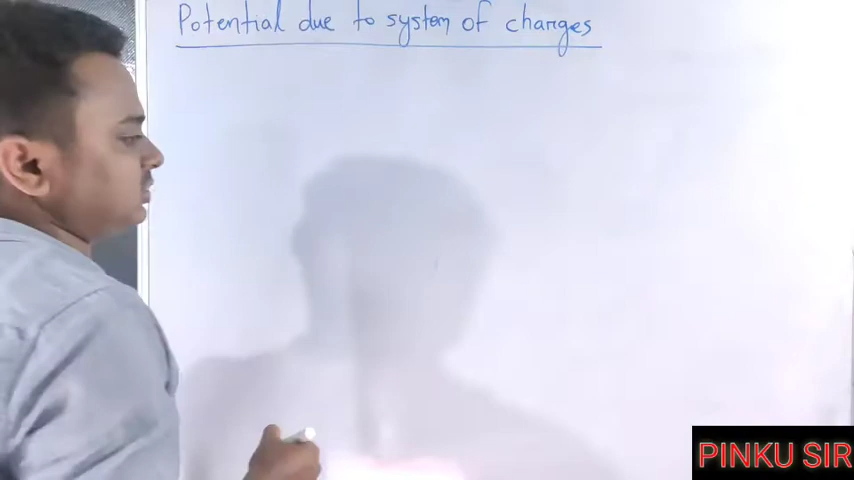 Potential due to system of charges
PINKU SIR